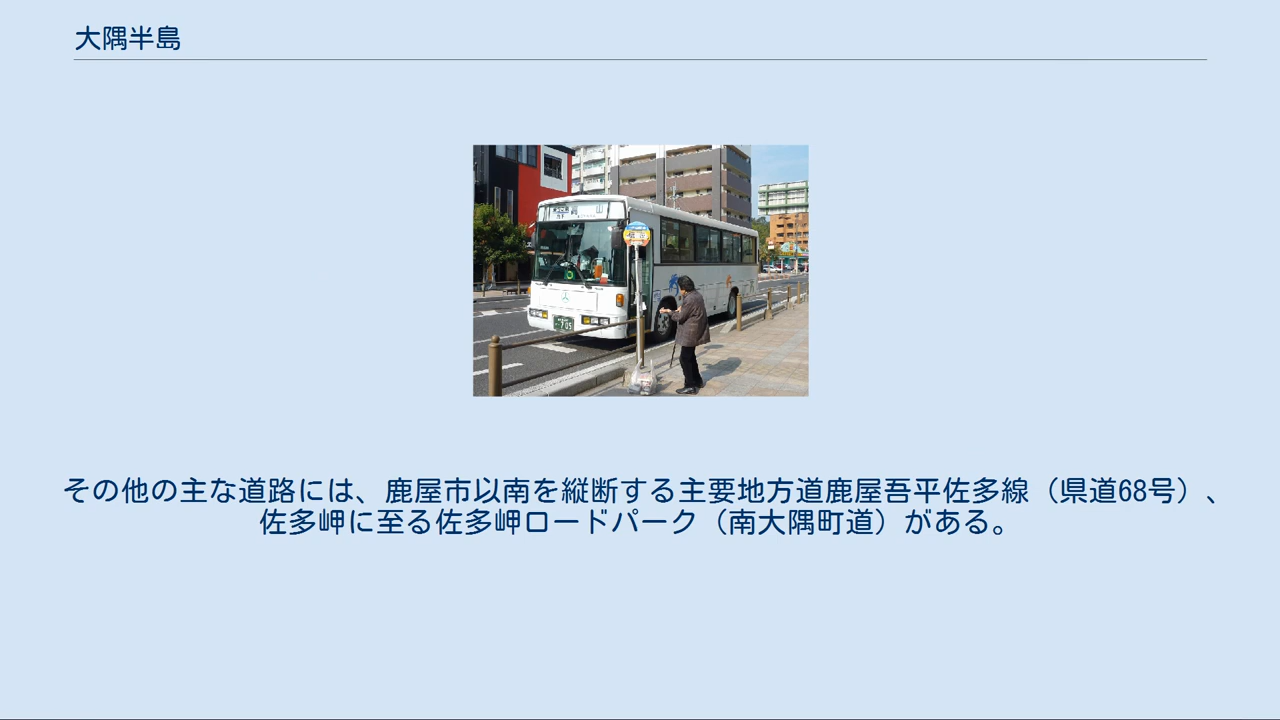 大隅半島
その他の主な道路には、鹿屋市以南を縦断する主要地方道鹿屋吾平佐多線（県道68号）、
佐多岬に至る佐多岬ロードパーク（南大隅町道）がある。